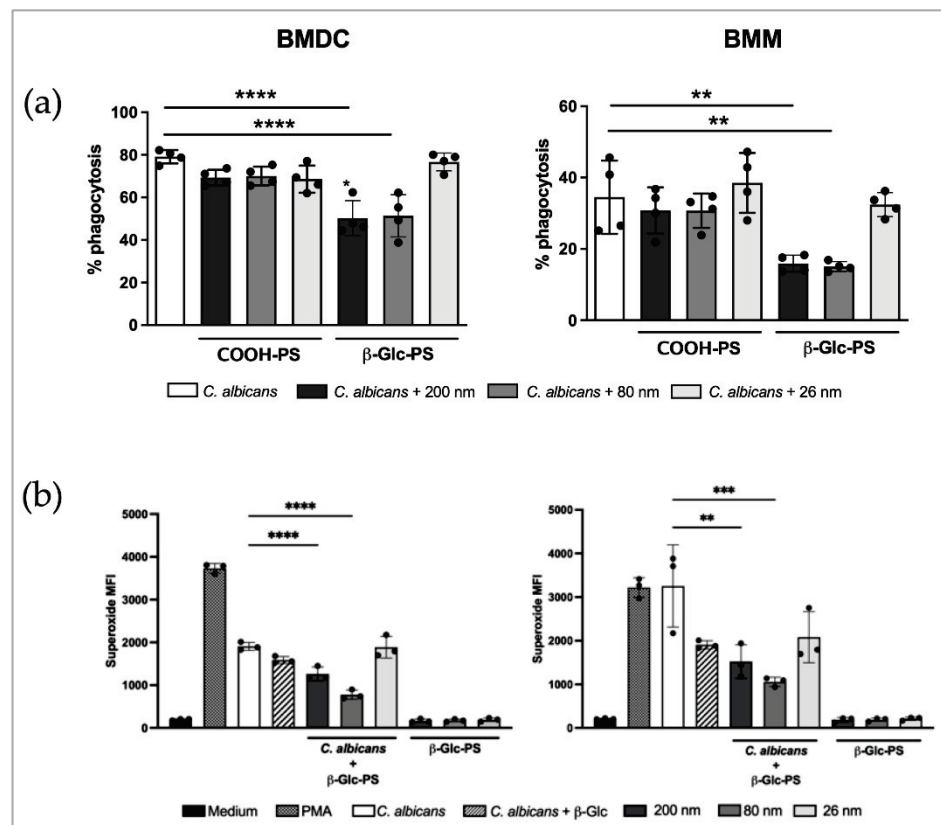 BMDC BMM
(a)
**** **
**** **
*
100
80
60
40
20
0
% phagocytosis
COOH-PS β-Glc-PS
60
40
20
0
% phagocytosis
COOH-PS β-Glc-PS
C. albicans C. albicans + 200 nm C. albicans + 80 nm C. albicans + 26 nm
(b)
5000
4000
3000
2000
1000
0
Superoxide MFI
****
****
C. albicans
+
β-Glc-PS
β-Glc-PS
5000
4000
3000
2000
1000
0
Superoxide MFI
***
**
C. albicans
+
β-Glc-PS
β-Glc-PS
Medium PMA C. albicans C. albicans + β-Glc 200 nm 80 nm 26 nm